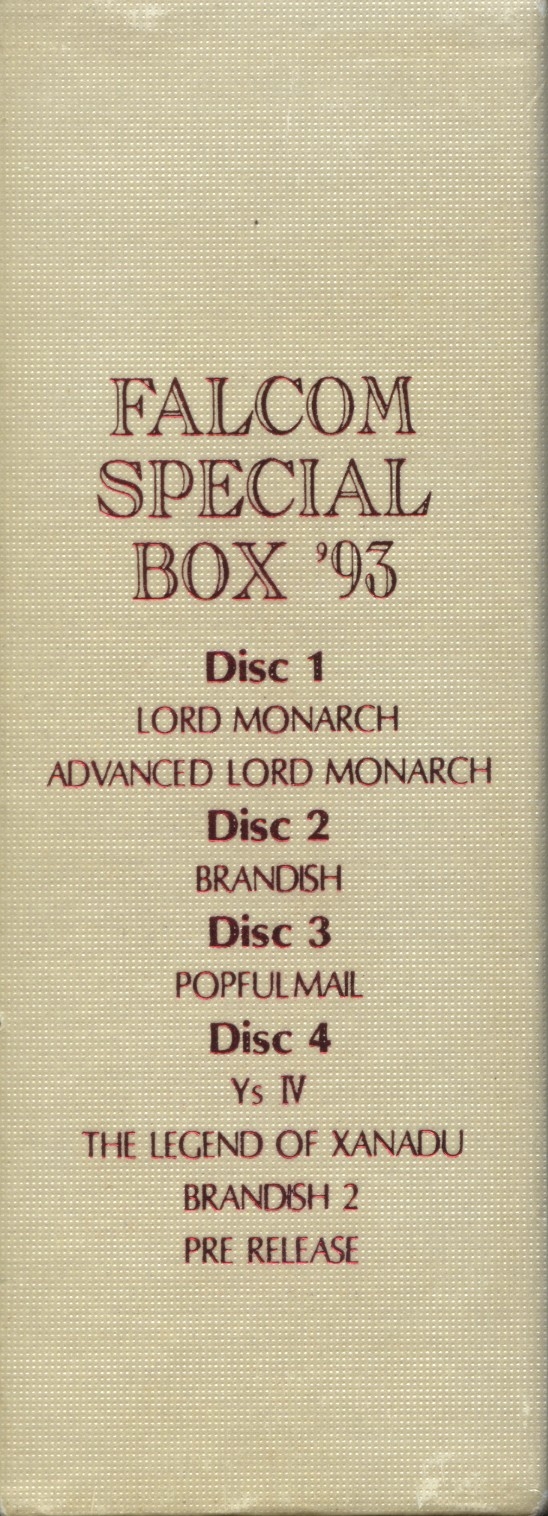 FALCOM
SPECIAL
BOX '93
Disc 1
LORD MONARCH
ADVANCED LORD MONARCH
Disc 2
BRANDISH
Disc 3
POPFULMAIL
Disc 4
Ys IV
THE LEGEND OF XANADU
BRANDISH 2
PRE RELEASE